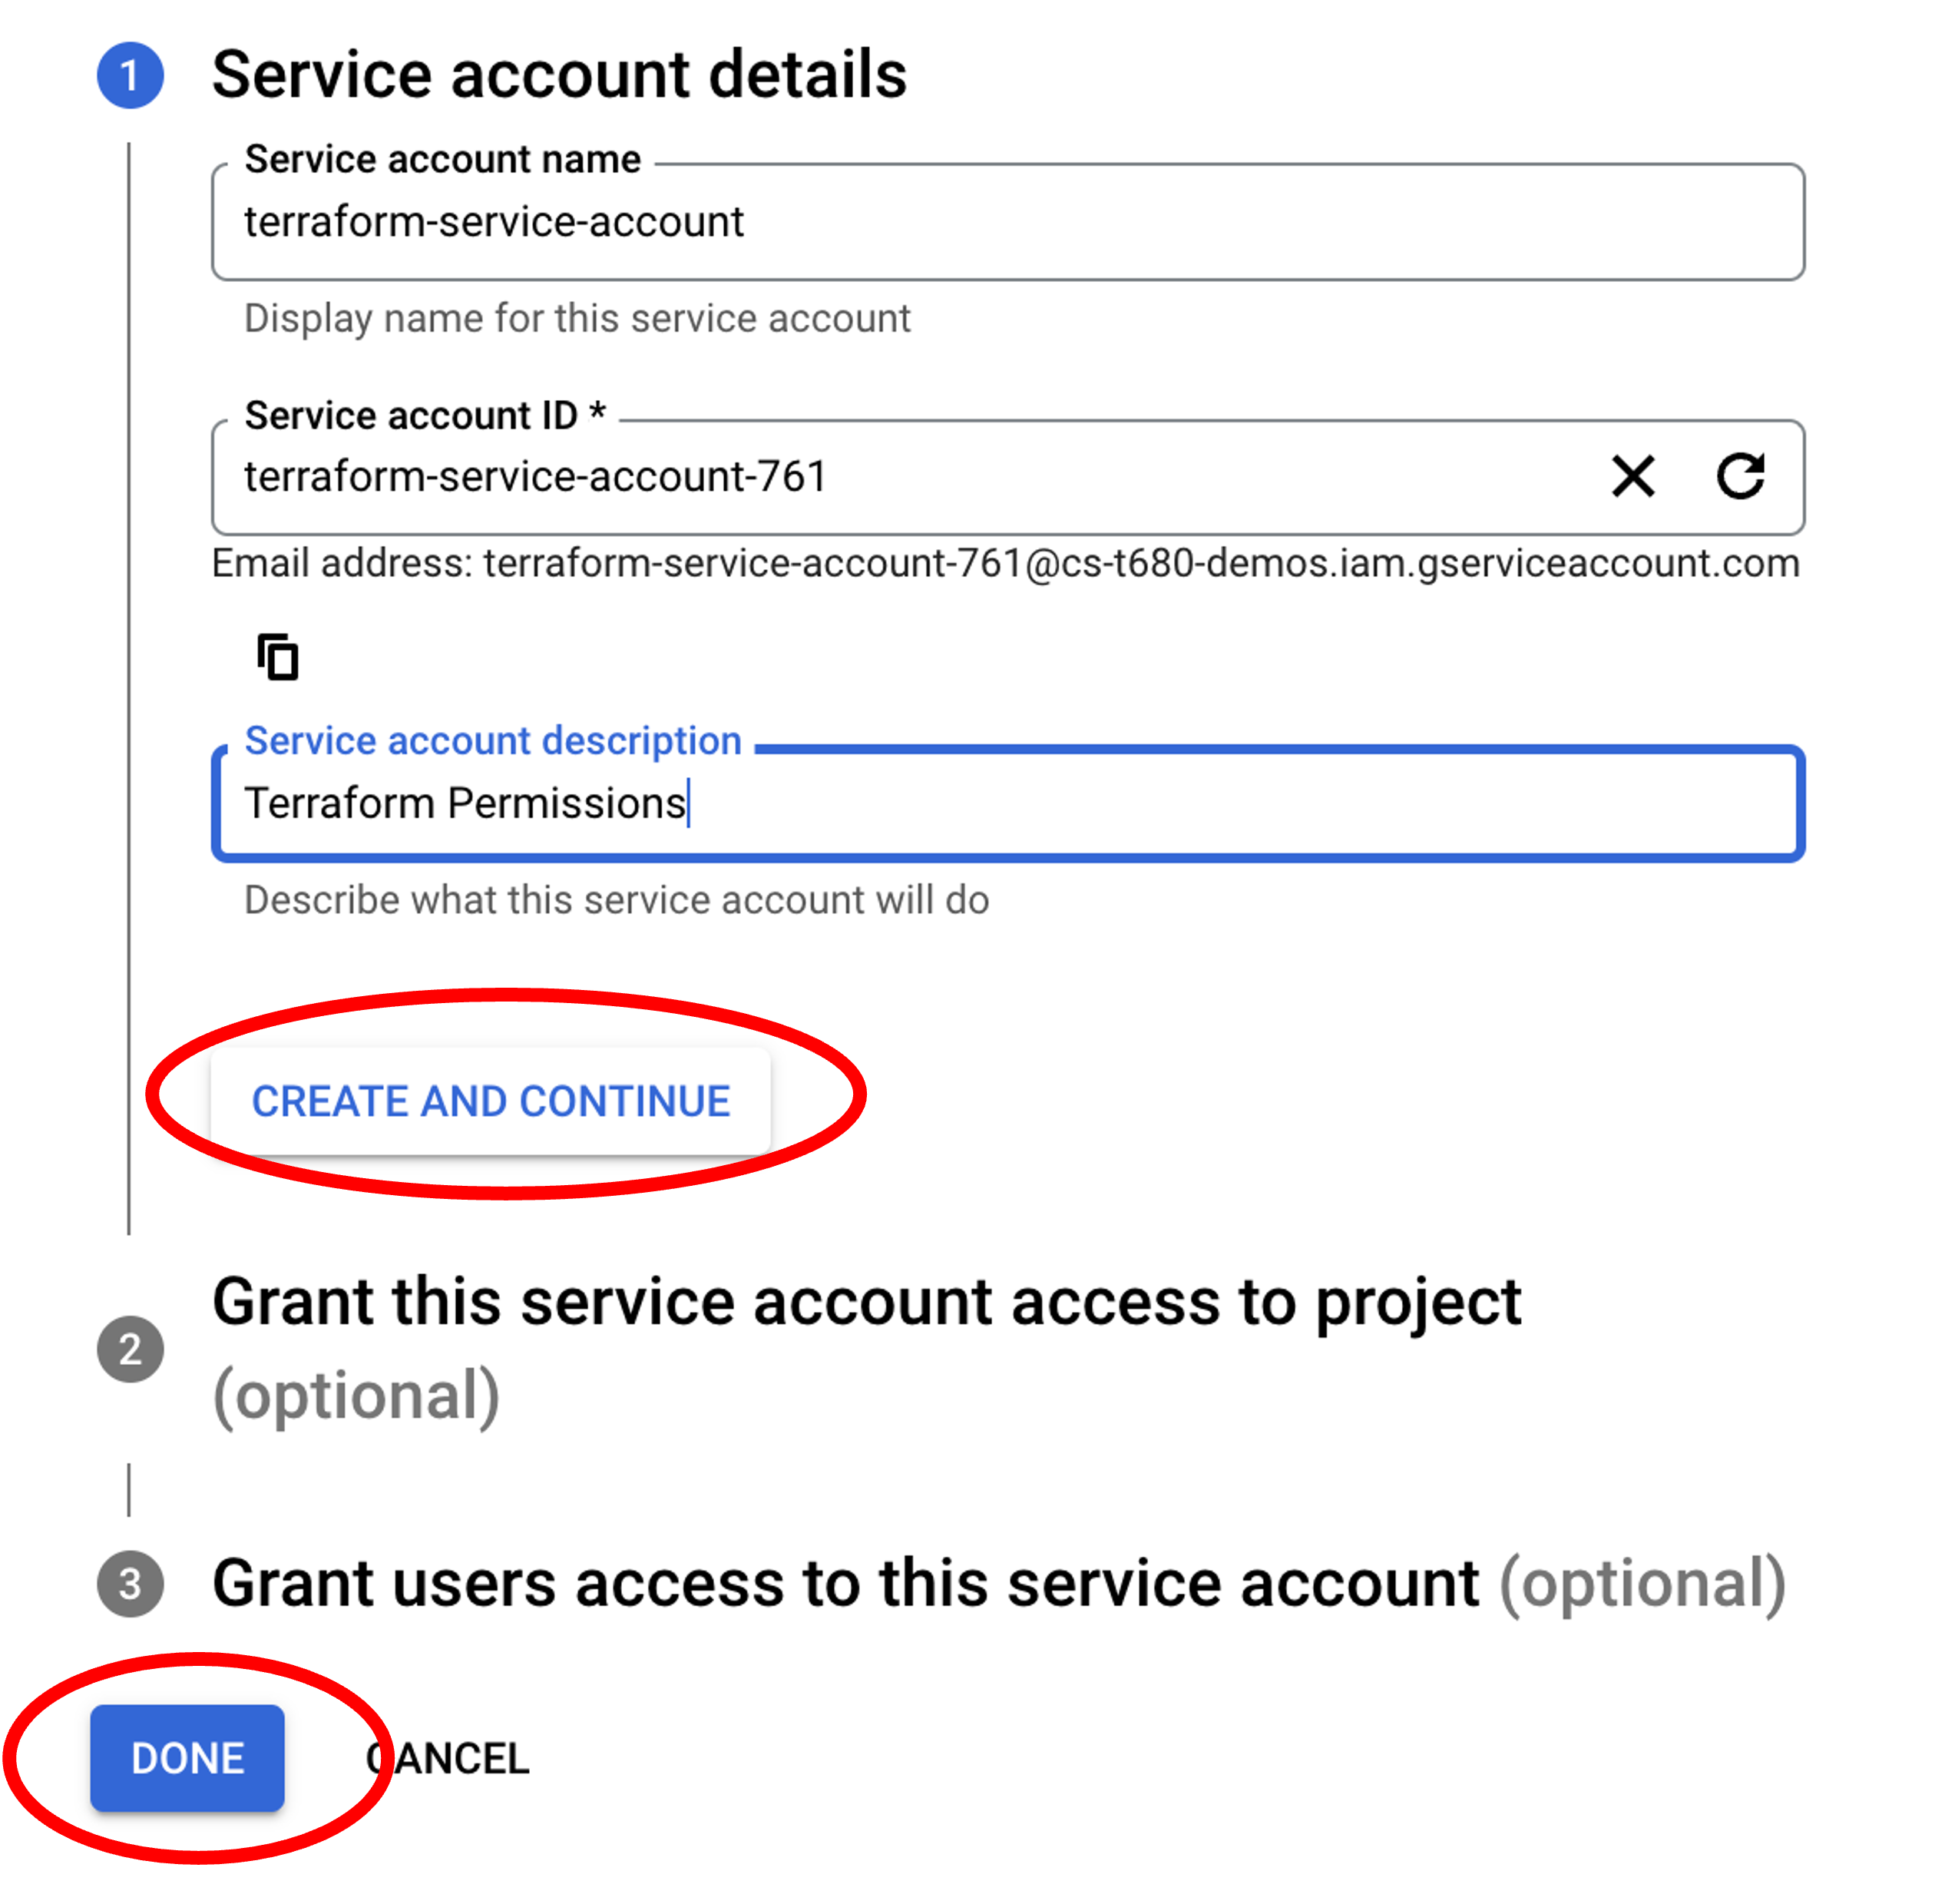 1 Service account details
Service account name
terraform-service-account
Display name for this service account
Service account ID *
terraform-service-account-761
Email address: terraform-service-account-761@cs-t680-demos.iam.gserviceaccount.com
Service account description
Terraform Permissions
Describe what this service account will do
CREATE AND CONTINUE
2 Grant this service account access to project
(optional)
3 Grant users access to this service account (optional)
DONE CANCEL